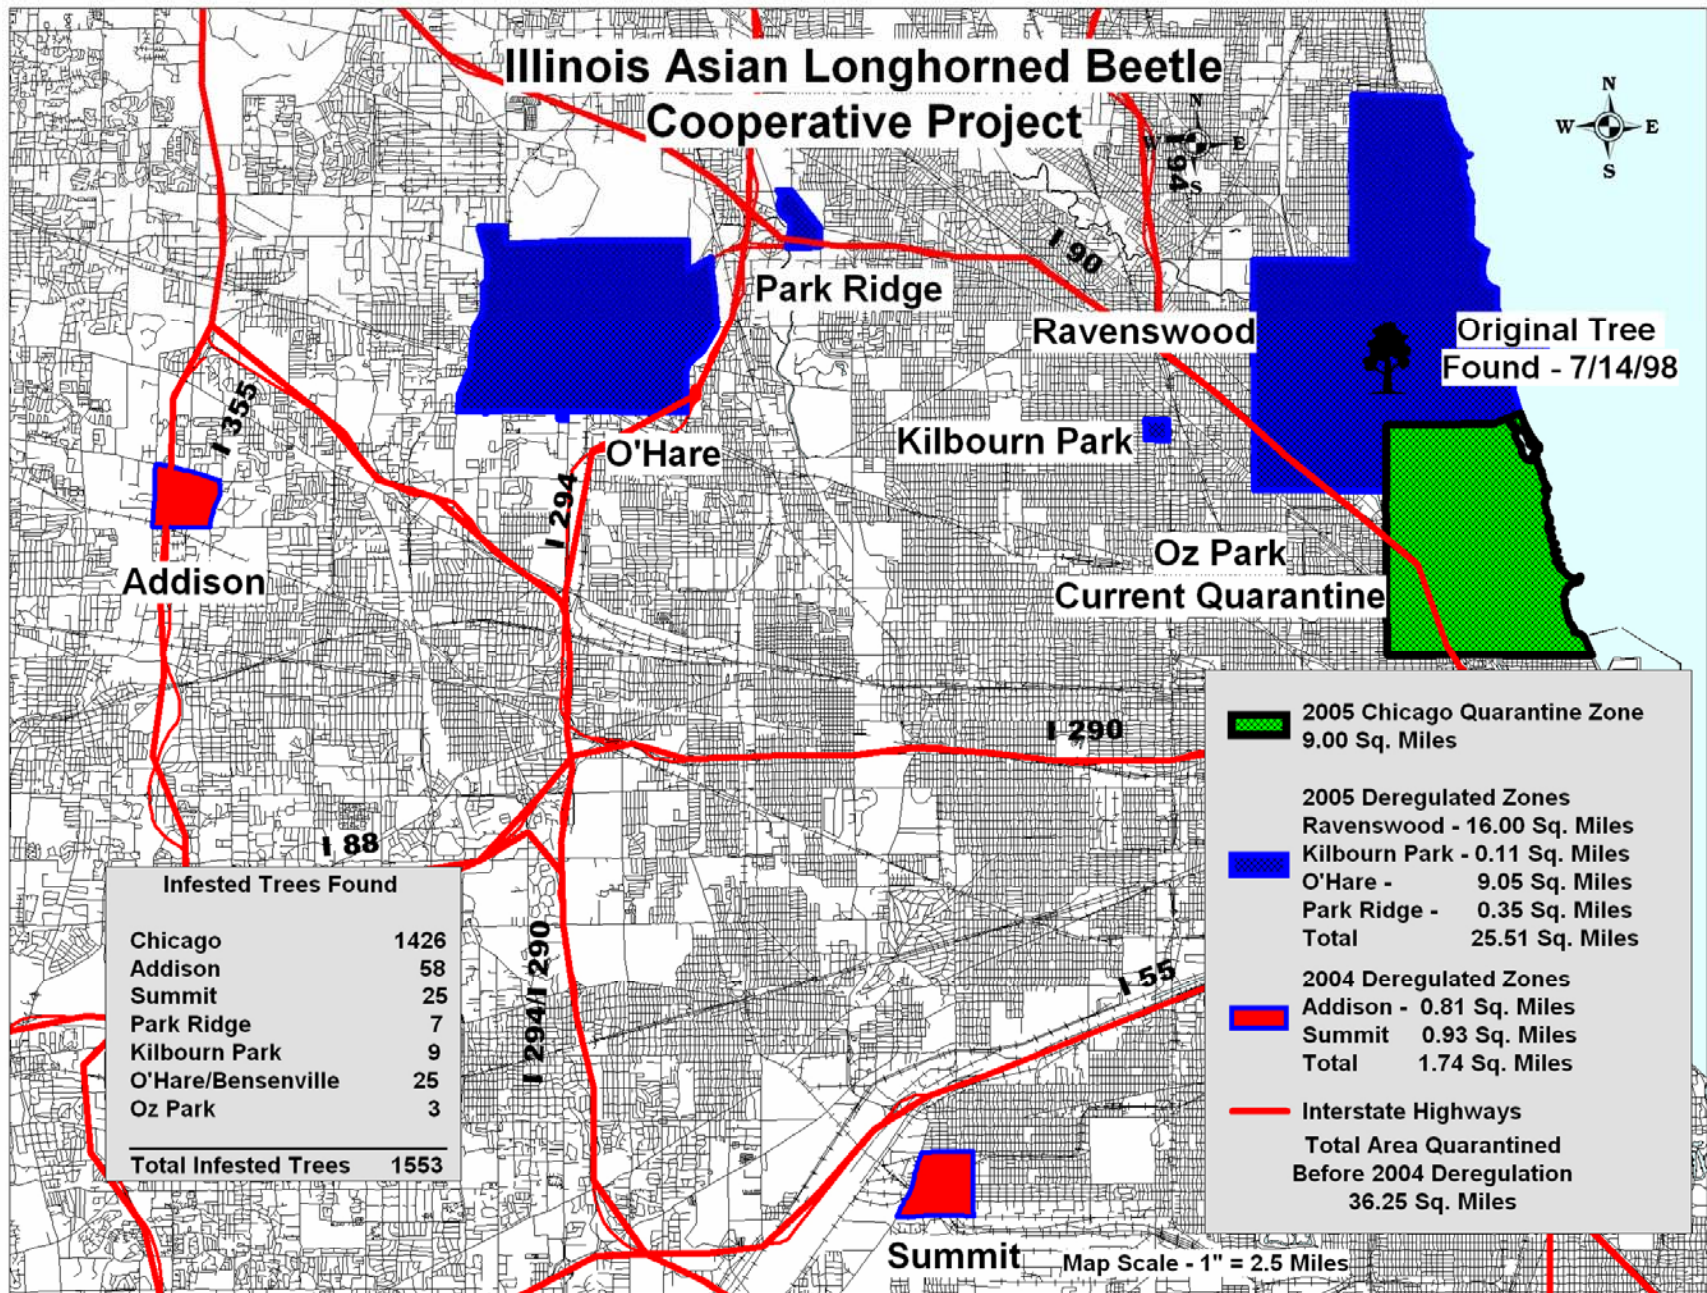 Illinois Asian Longhorned Beetle
Cooperative Project
N
W E
S
N
W E
S
I 94
I 90
Park Ridge
Ravenswood
Original Tree
Found - 7/14/98
I 355
Kilbourn Park
O'Hare
I 294
Addison
Oz Park
Current Quarantine
I 290
I 88
I 294/I 290
I 55
Infested Trees Found
Chicago 1426
Addison 58
Summit 25
Park Ridge 7
Kilbourn Park 9
O'Hare/Bensenville 25
Oz Park 3
Total Infested Trees 1553
2005 Chicago Quarantine Zone
9.00 Sq. Miles
2005 Deregulated Zones
Ravenswood - 16.00 Sq. Miles
Kilbourn Park - 0.11 Sq. Miles
O'Hare - 9.05 Sq. Miles
Park Ridge - 0.35 Sq. Miles
Total 25.51 Sq. Miles
2004 Deregulated Zones
Addison - 0.81 Sq. Miles
Summit 0.93 Sq. Miles
Total 1.74 Sq. Miles
Interstate Highways
Total Area Quarantined
Before 2004 Deregulation
36.25 Sq. Miles
Summit
Map Scale - 1" = 2.5 Miles